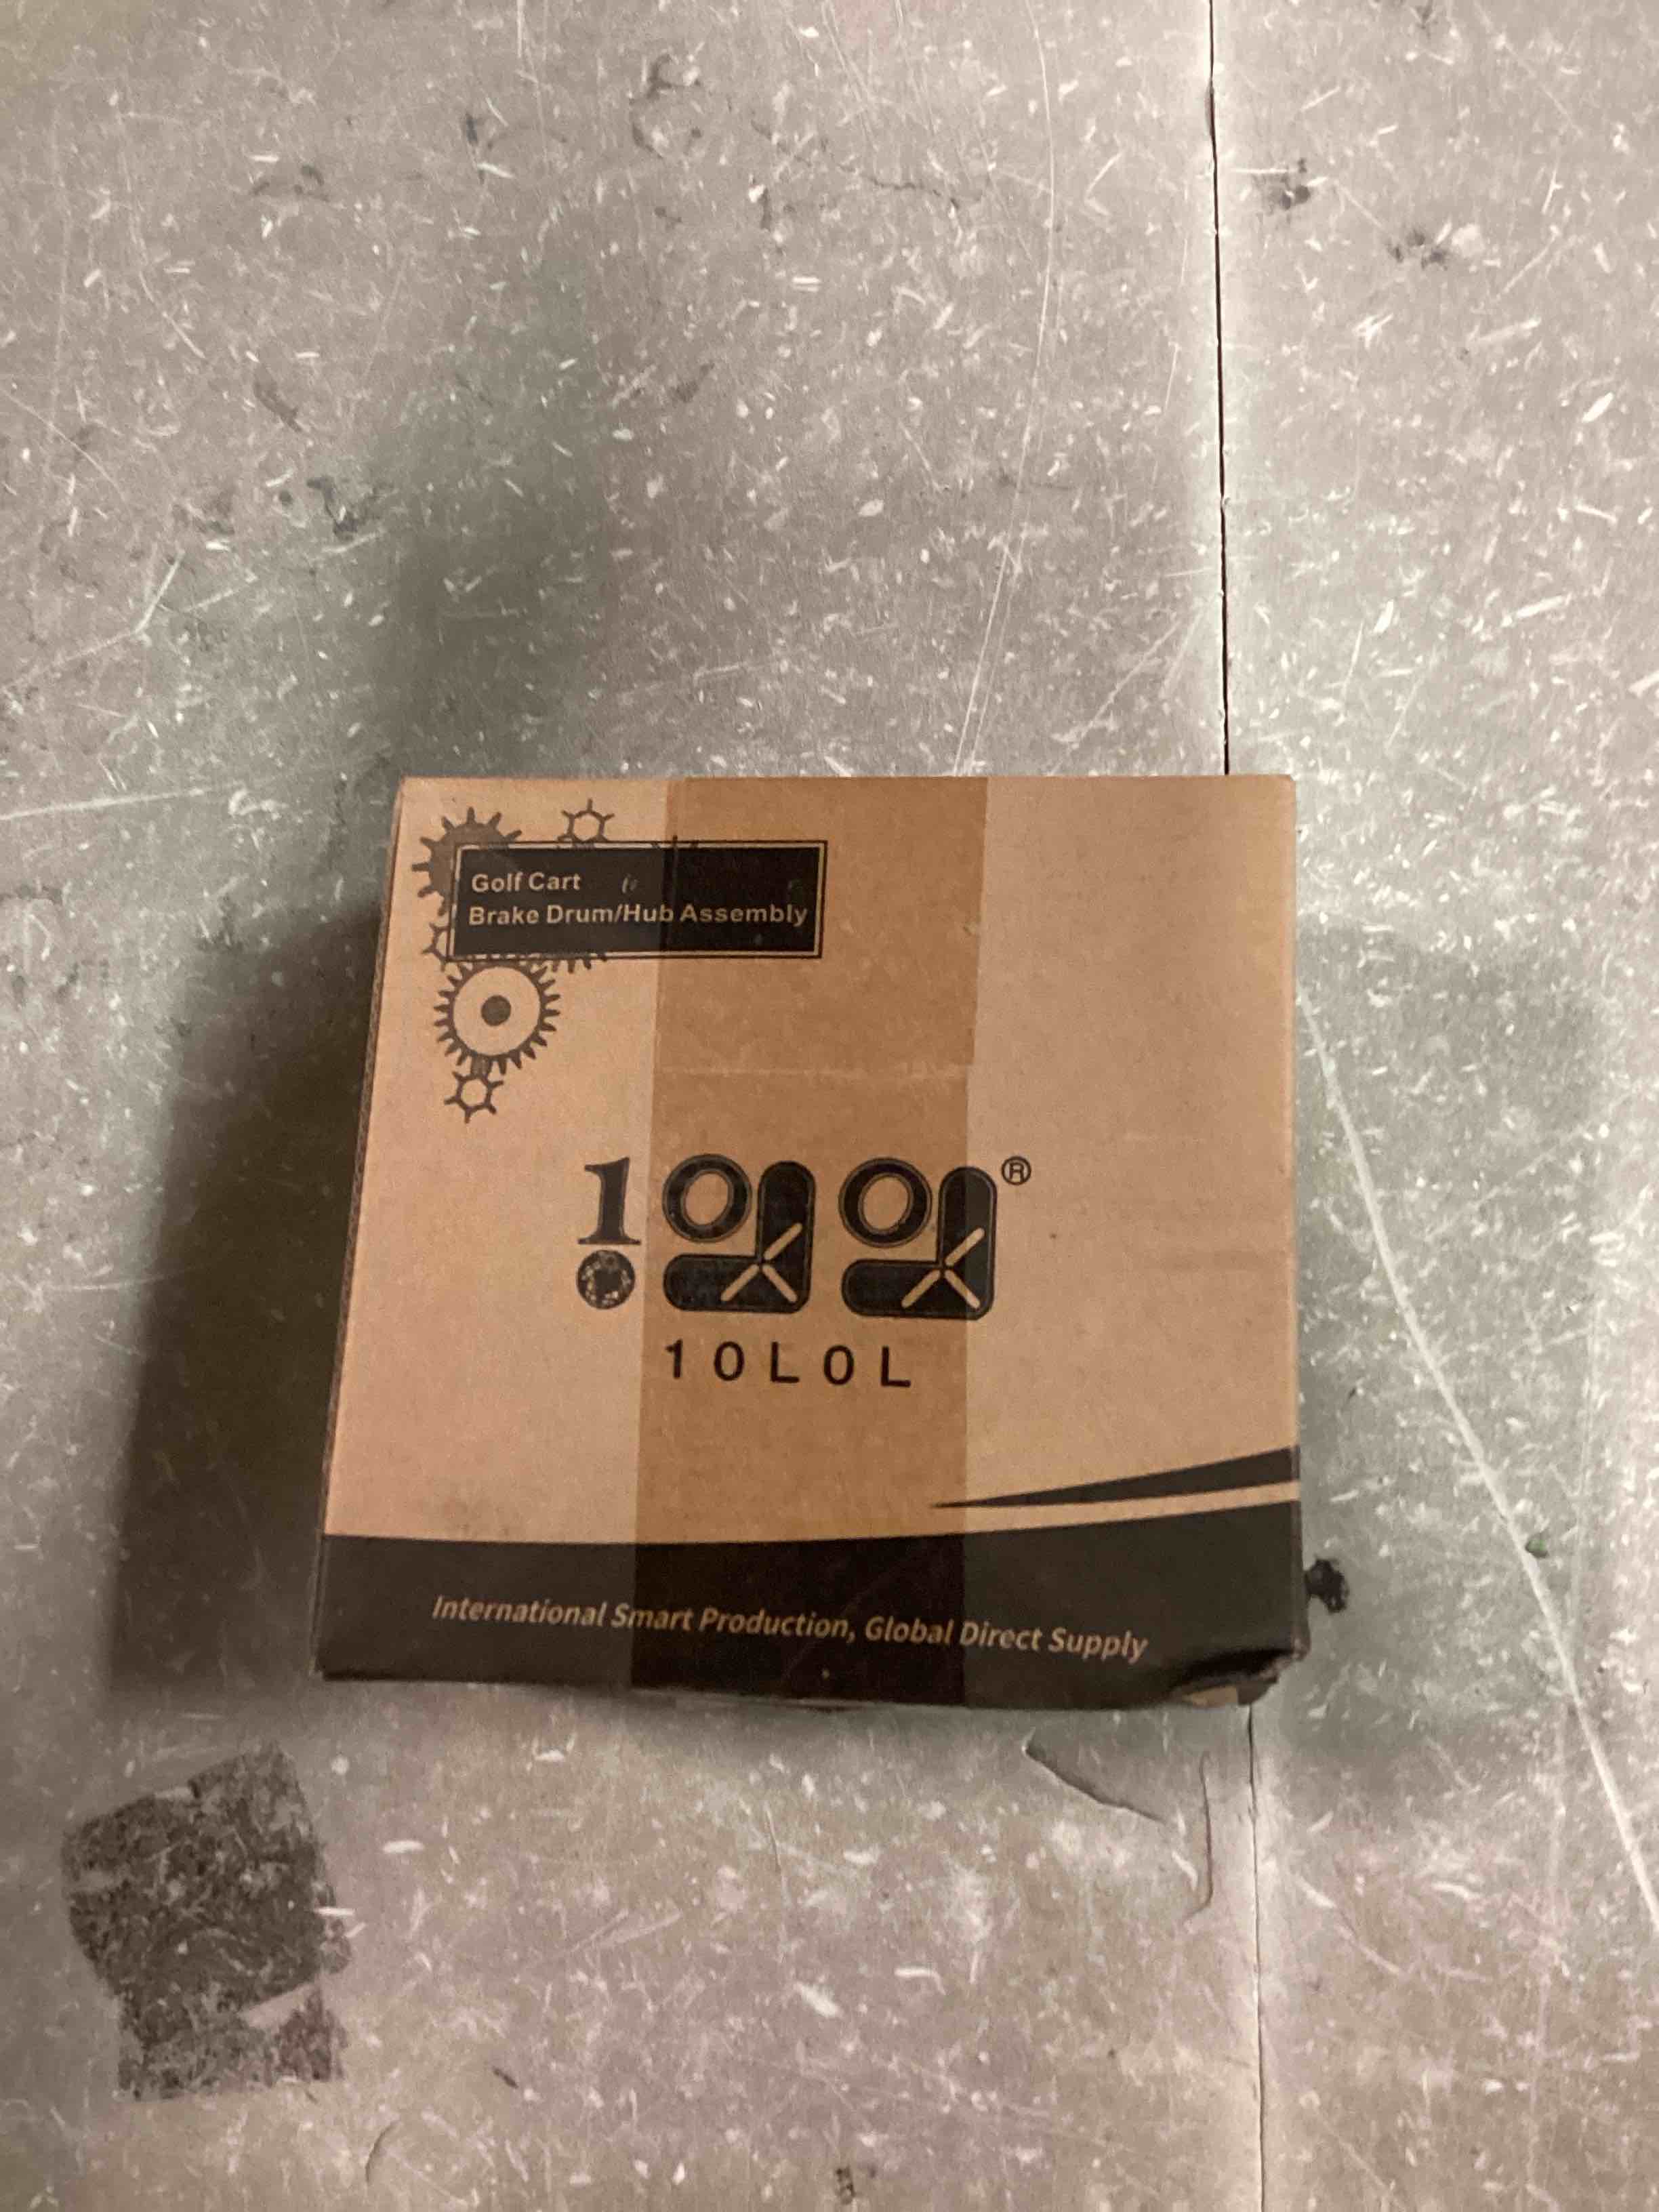 Golf Cart
Brake Drum/Hub Assembly
®
10L0L
International Smart Production, Global Direct Supply